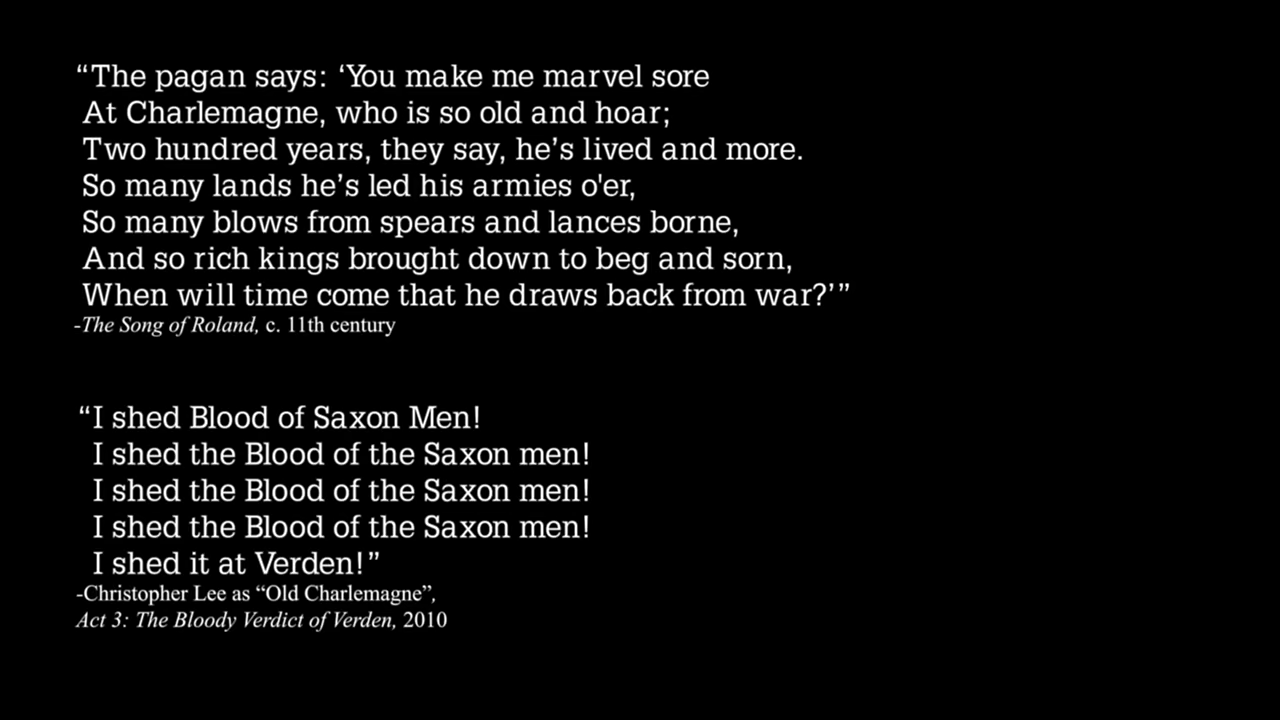 “The pagan says: ‘You make me marvel sore
At Charlemagne, who is so old and hoar;
Two hundred years, they say, he’s lived and more.
So many lands he’s led his armies o'er,
So many blows from spears and lances borne,
And so rich kings brought down to beg and sorn,
When will time come that he draws back from war?’”
-The Song of Roland, c. 11th century
“I shed Blood of Saxon Men!
I shed the Blood of the Saxon men!
I shed the Blood of the Saxon men!
I shed the Blood of the Saxon men!
I shed it at Verden!”
-Christopher Lee as “Old Charlemagne”,
Act 3: The Bloody Verdict of Verden, 2010